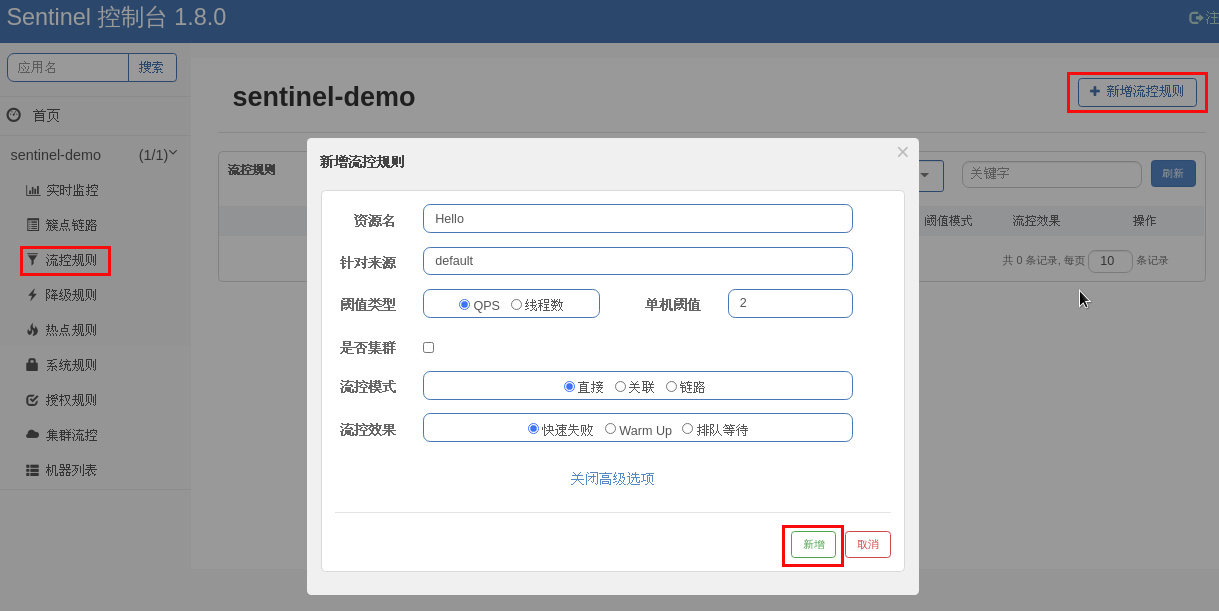 Sentinel 控制台 1.8.0
注
应用名 搜索
首页
sentinel-demo (1/1)
实时监控
簇点链路
流控规则
降级规则
热点规则
系统规则
授权规则
集群流控
机器列表
sentinel-demo
新增流控规则
流控规则
关键字 刷新
阈值模式 流控效果 操作
共 0 条记录, 每页 10 条记录
新增流控规则 ×
资源名 Hello
针对来源 default
阈值类型 QPS 线程数 单机阈值 2
是否集群
流控模式 直接 关联 链路
流控效果 快速失败 Warm Up 排队等待
关闭高级选项
新增 取消